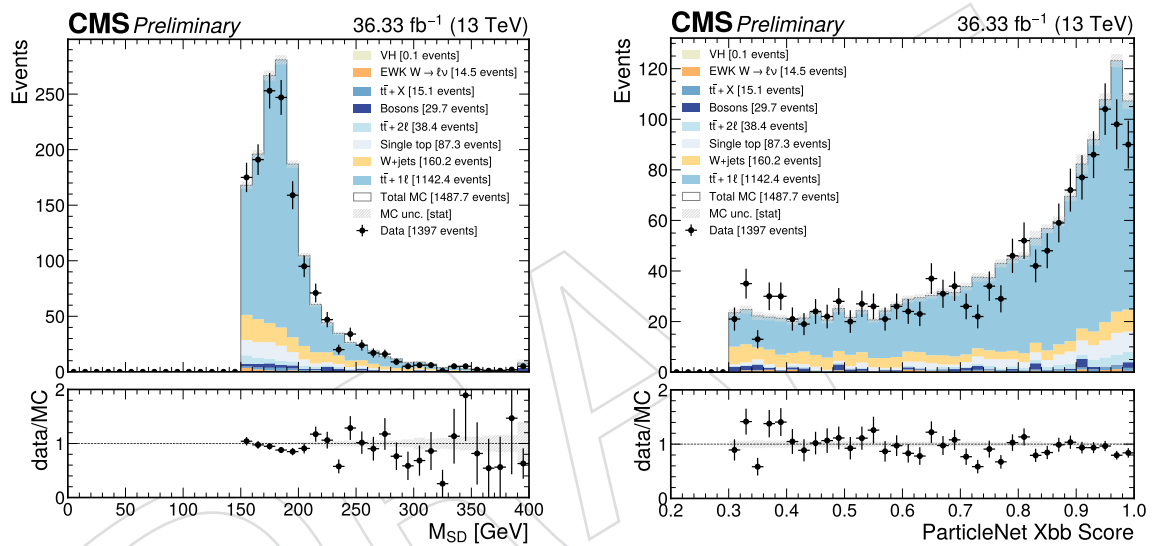 CMS Preliminary 36.33 fb⁻¹ (13 TeV)
Events
250
200
150
100
50
0
VH [0.1 events]
EWK W → ℓν [14.5 events]
tt̄ + X [15.1 events]
Bosons [29.7 events]
tt̄ + 2ℓ [38.4 events]
Single top [87.3 events]
W+jets [160.2 events]
tt̄ + 1ℓ [1142.4 events]
Total MC [1487.7 events]
MC unc. [stat]
Data [1397 events]
data/MC
2
1
0
0 50 100 150 200 250 300 350 400
M_SD [GeV]
CMS Preliminary 36.33 fb⁻¹ (13 TeV)
Events
120
100
80
60
40
20
0
VH [0.1 events]
EWK W → ℓν [14.5 events]
tt̄ + X [15.1 events]
Bosons [29.7 events]
tt̄ + 2ℓ [38.4 events]
Single top [87.3 events]
W+jets [160.2 events]
tt̄ + 1ℓ [1142.4 events]
Total MC [1487.7 events]
MC unc. [stat]
Data [1397 events]
data/MC
2
1
0
0.2 0.3 0.4 0.5 0.6 0.7 0.8 0.9 1.0
ParticleNet Xbb Score